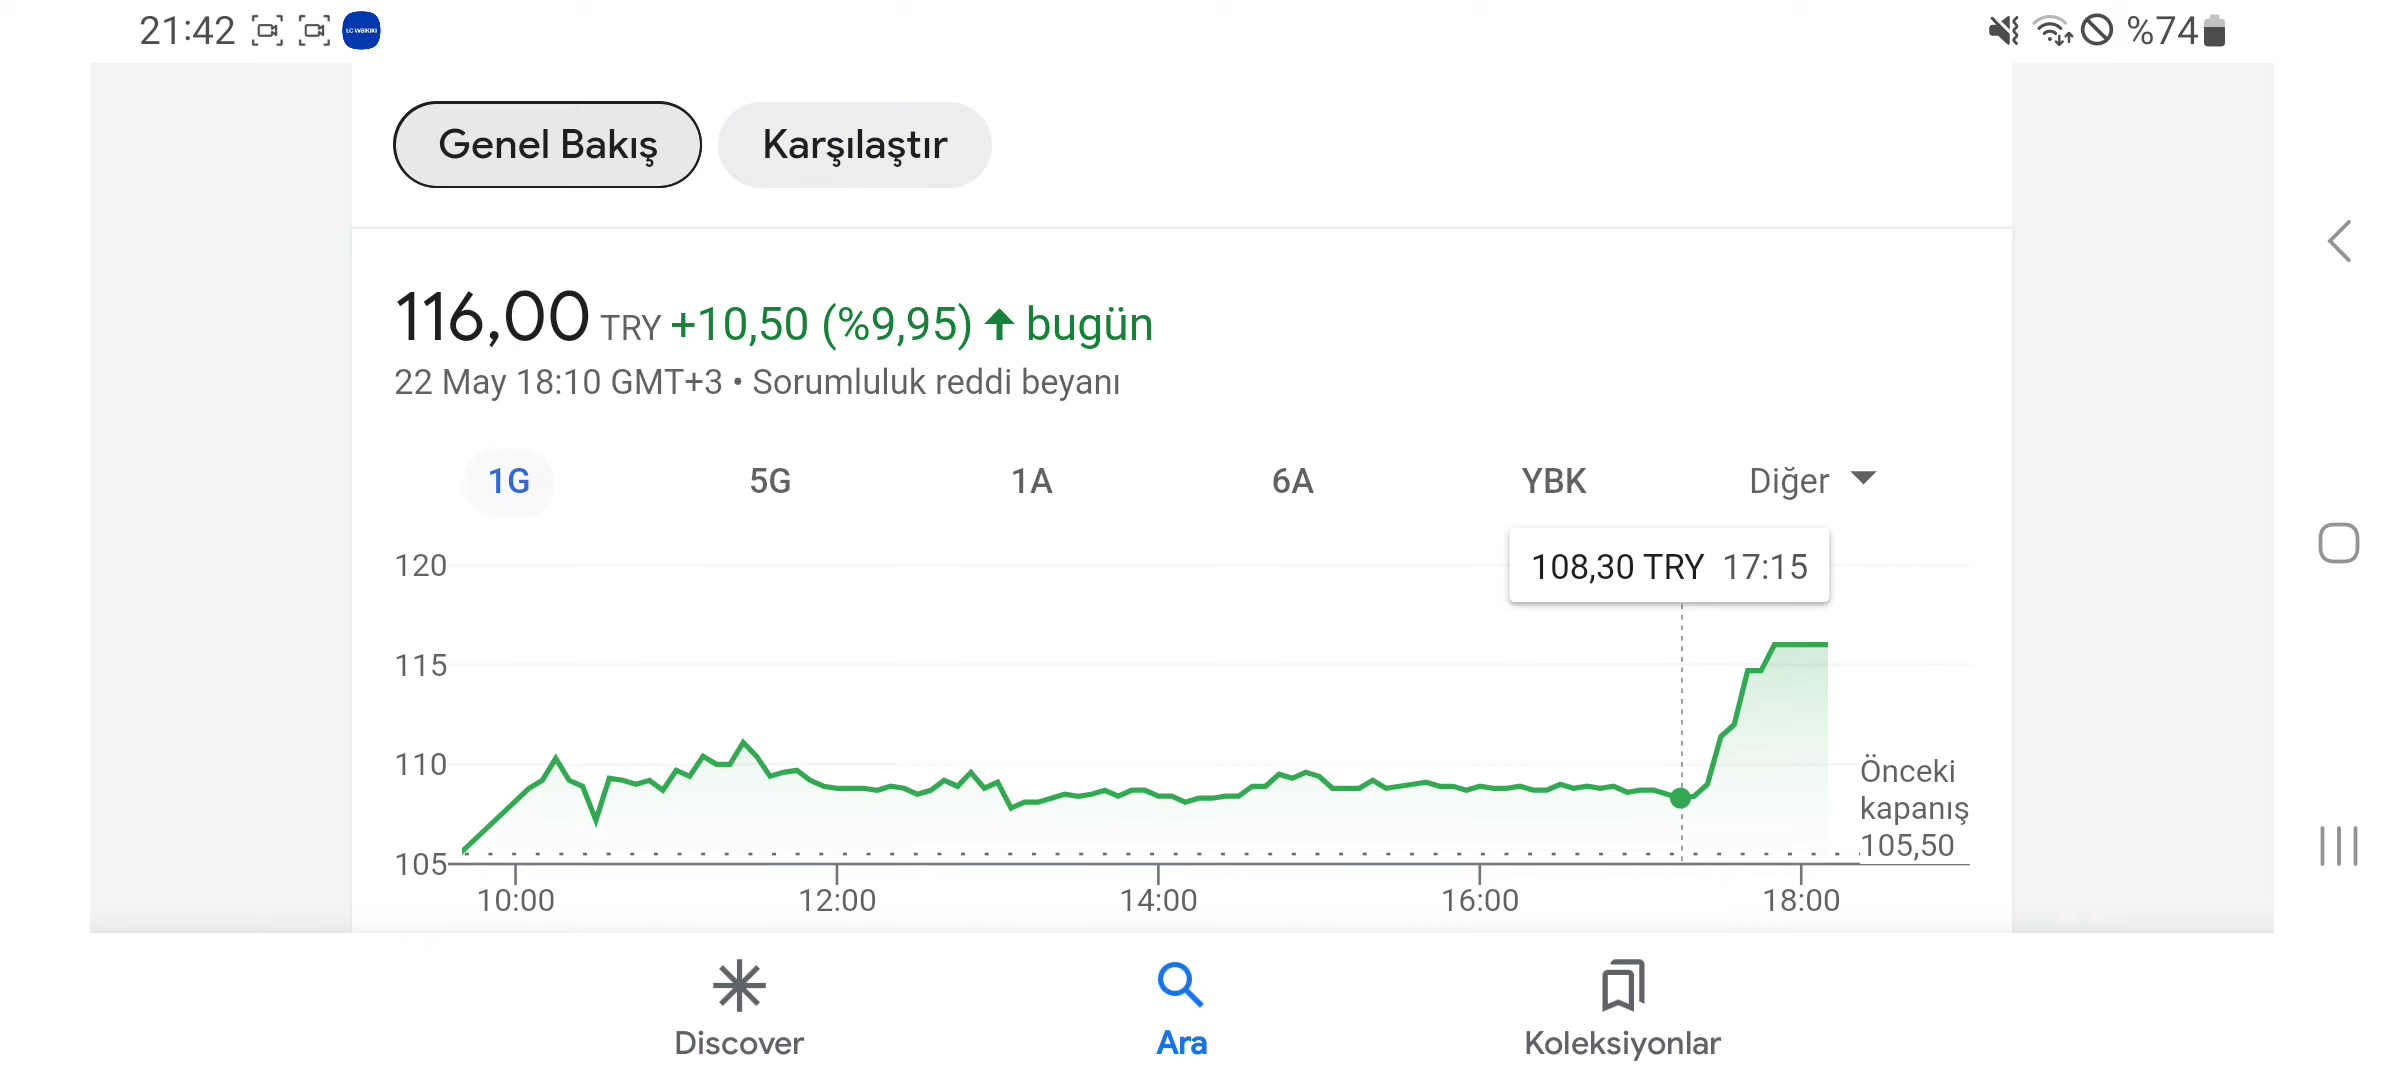 21:42 LC WAIKIKI %74
Genel Bakış Karşılaştır
116,00 TRY +10,50 (%9,95) bugün
22 May 18:10 GMT+3 • Sorumluluk reddi beyanı
1G 5G 1A 6A YBK Diğer
108,30 TRY 17:15
120
115
110
105
Önceki
kapanış
105,50
10:00 12:00 14:00 16:00 18:00
Discover Ara Koleksiyonlar